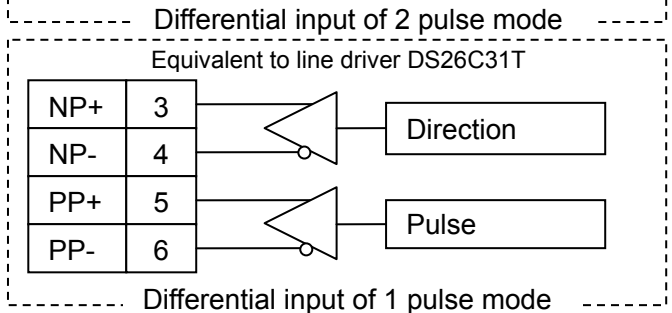 Differential input of 2 pulse mode
Equivalent to line driver DS26C31T
NP+ 3
Direction
NP- 4
PP+ 5
Pulse
PP- 6
Differential input of 1 pulse mode